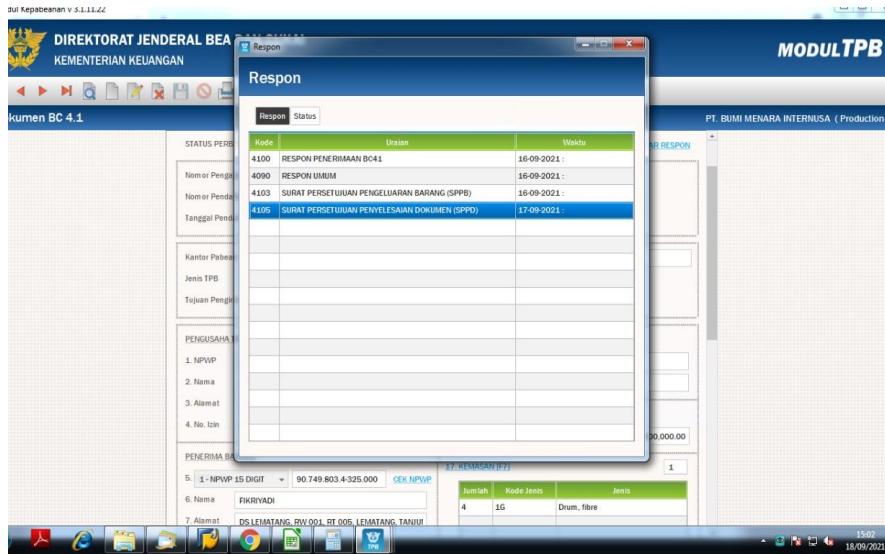 dul Kepabeanan v 3.1.11.22
DIREKTORAT JENDERAL BEA
KEMENTERIAN KEUANGAN
MODULTPB
kumen BC 4.1
PT. BUMI MENARA INTERNUSA ( Production
Respon
Respon
Respon Status
Kode Uraian Waktu
4100 RESPON PENERIMAAN BC41 16-09-2021 :
4090 RESPON UMUM 16-09-2021 :
4103 SURAT PERSETUJUAN PENGELUARAN BARANG (SPPB) 16-09-2021 :
4105 SURAT PERSETUJUAN PENYELESAIAN DOKUMEN (SPPD) 17-09-2021 :
STATUS PERB
AR RESPON
Nomor Penga
Nomor Penda
Tanggal Penda
Kantor Pabea
Jenis TPB
Tujuan Pengiri
PENGUSAHA T
1. NPWP
2. Nama
3. Alamat
4. No. Izin
00,000.00
PENERIMA BA
5. 1 - NPWP 15 DIGIT 90.749.803.4-325.000 CEK NPWP
6. Nama FIKRIYADI
7. Alamat DS LEMATANG, RW 001, RT 005, LEMATANG, TANJU
17. KEMASAN [F7] 1
Jumlah Kode Jenis Jenis
4 1G Drum, fibre
TPB
15:02
18/09/2021